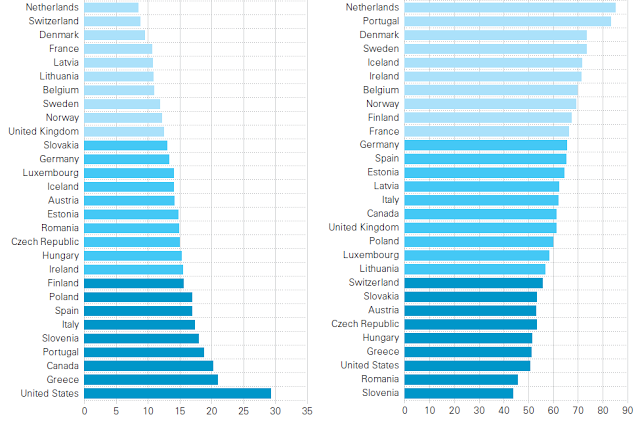 Netherlands
Switzerland
Denmark
France
Latvia
Lithuania
Belgium
Sweden
Norway
United Kingdom
Slovakia
Germany
Luxembourg
Iceland
Austria
Estonia
Romania
Czech Republic
Hungary
Ireland
Finland
Poland
Spain
Italy
Slovenia
Portugal
Canada
Greece
United States
0 5 10 15 20 25 30 35
Netherlands
Portugal
Denmark
Sweden
Iceland
Ireland
Belgium
Norway
Finland
France
Germany
Spain
Estonia
Latvia
Italy
Canada
United Kingdom
Poland
Luxembourg
Lithuania
Switzerland
Slovakia
Austria
Czech Republic
Hungary
Greece
United States
Romania
Slovenia
0 10 20 30 40 50 60 70 80 90